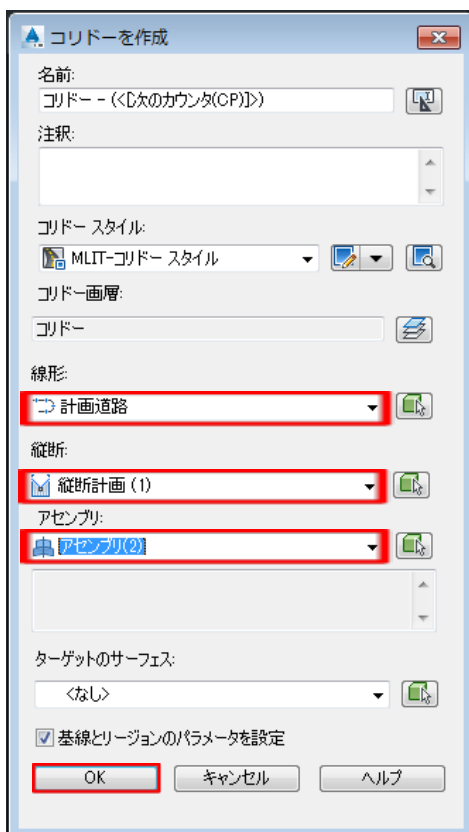 コリドーを作成
名前:
コリドー - (<[次のカウンタ(CP)]>)
注釈:
コリドー スタイル:
MLIT-コリドー スタイル
コリドー画層:
コリドー
線形:
計画道路
縦断:
縦断計画 (1)
アセンブリ:
アセンブリ(2)
ターゲットのサーフェス:
<なし>
基線とリージョンのパラメータを設定
OK キャンセル ヘルプ